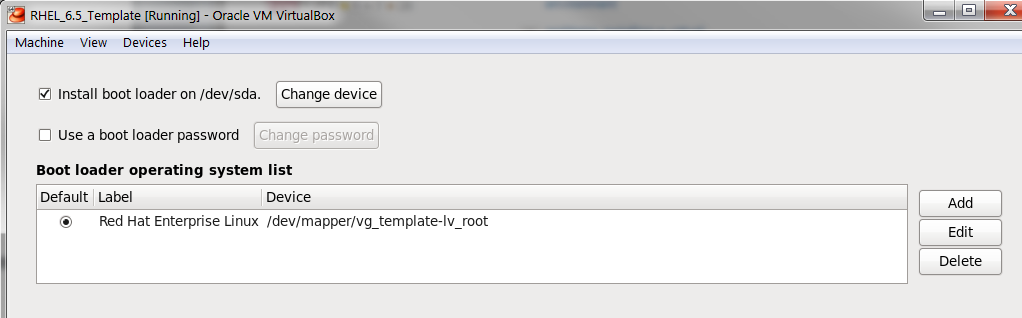 RHEL_6.5_Template [Running] - Oracle VM VirtualBox
Machine View Devices Help
Install boot loader on /dev/sda. Change device
Use a boot loader password Change password
Boot loader operating system list
Default Label Device
Red Hat Enterprise Linux /dev/mapper/vg_template-lv_root
Add
Edit
Delete